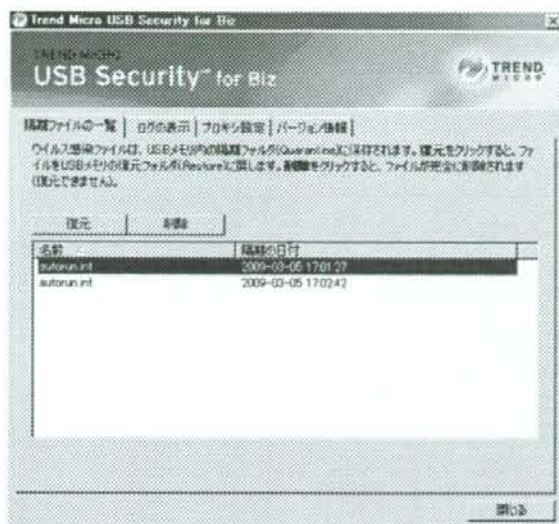 Trend Micro USB Security for Biz
TREND MICRO
USB Security™ for Biz
TREND MICRO
隔離ファイルの一覧 ログの表示 プロキシ設定 バージョン情報
ウイルス感染ファイルは、USBメモリ内の隔離フォルダ(Quarantine)に保存されます。復元をクリックすると、ファ
イルをUSBメモリの復元フォルダ(Restore)に戻します。削除をクリックすると、ファイルが完全に削除されます
(復元できません)。
復元 削除
名前 隔離の日付
autorun.inf 2009-03-05 17:01:27
autorun.inf 2009-03-05 17:02:42
閉じる